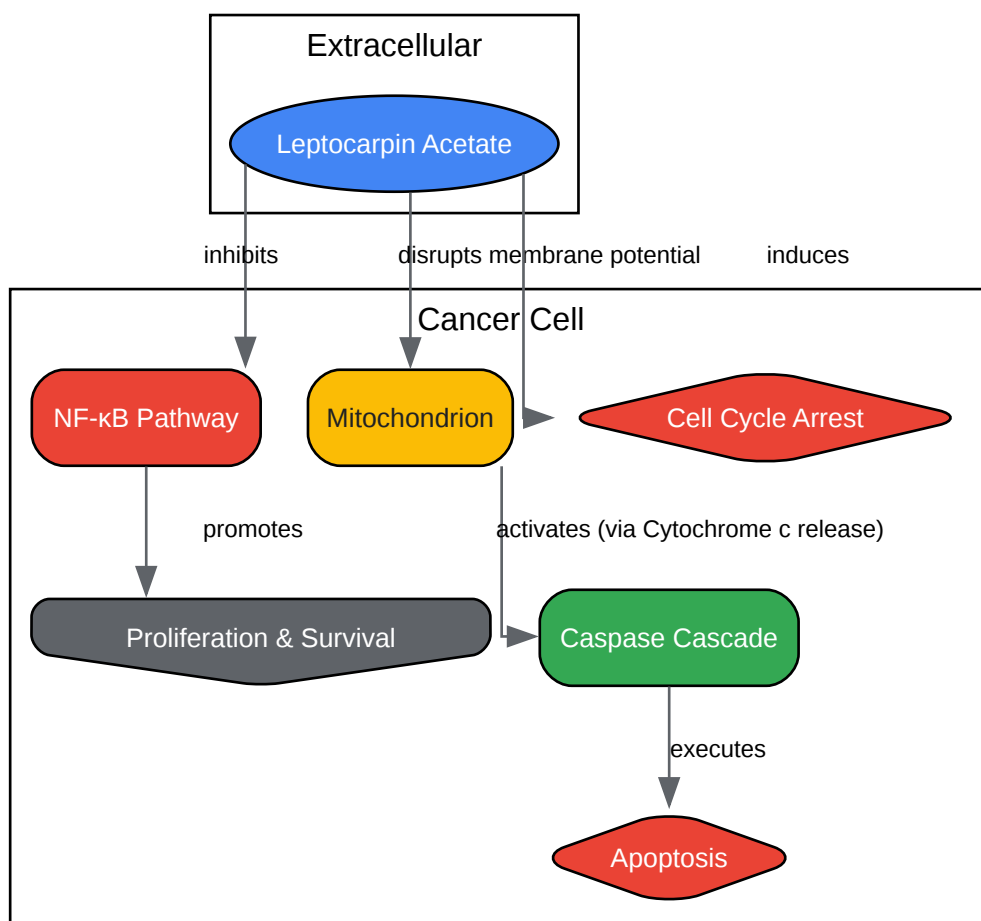 Extracellular
Leptocarpin Acetate
inhibits
disrupts membrane potential
induces
Cancer Cell
NF-κB Pathway
Mitochondrion
Cell Cycle Arrest
promotes
activates (via Cytochrome c release)
Proliferation & Survival
Caspase Cascade
executes
Apoptosis